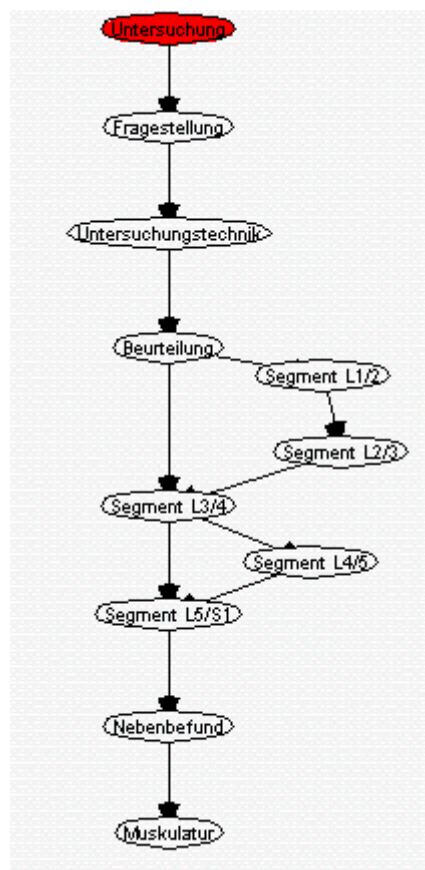 Untersuchung
Fragestellung
Untersuchungstechnik
Beurteilung
Segment L1/2
Segment L2/3
Segment L3/4
Segment L4/5
Segment L5/S1
Nebenbefund
Muskulatur